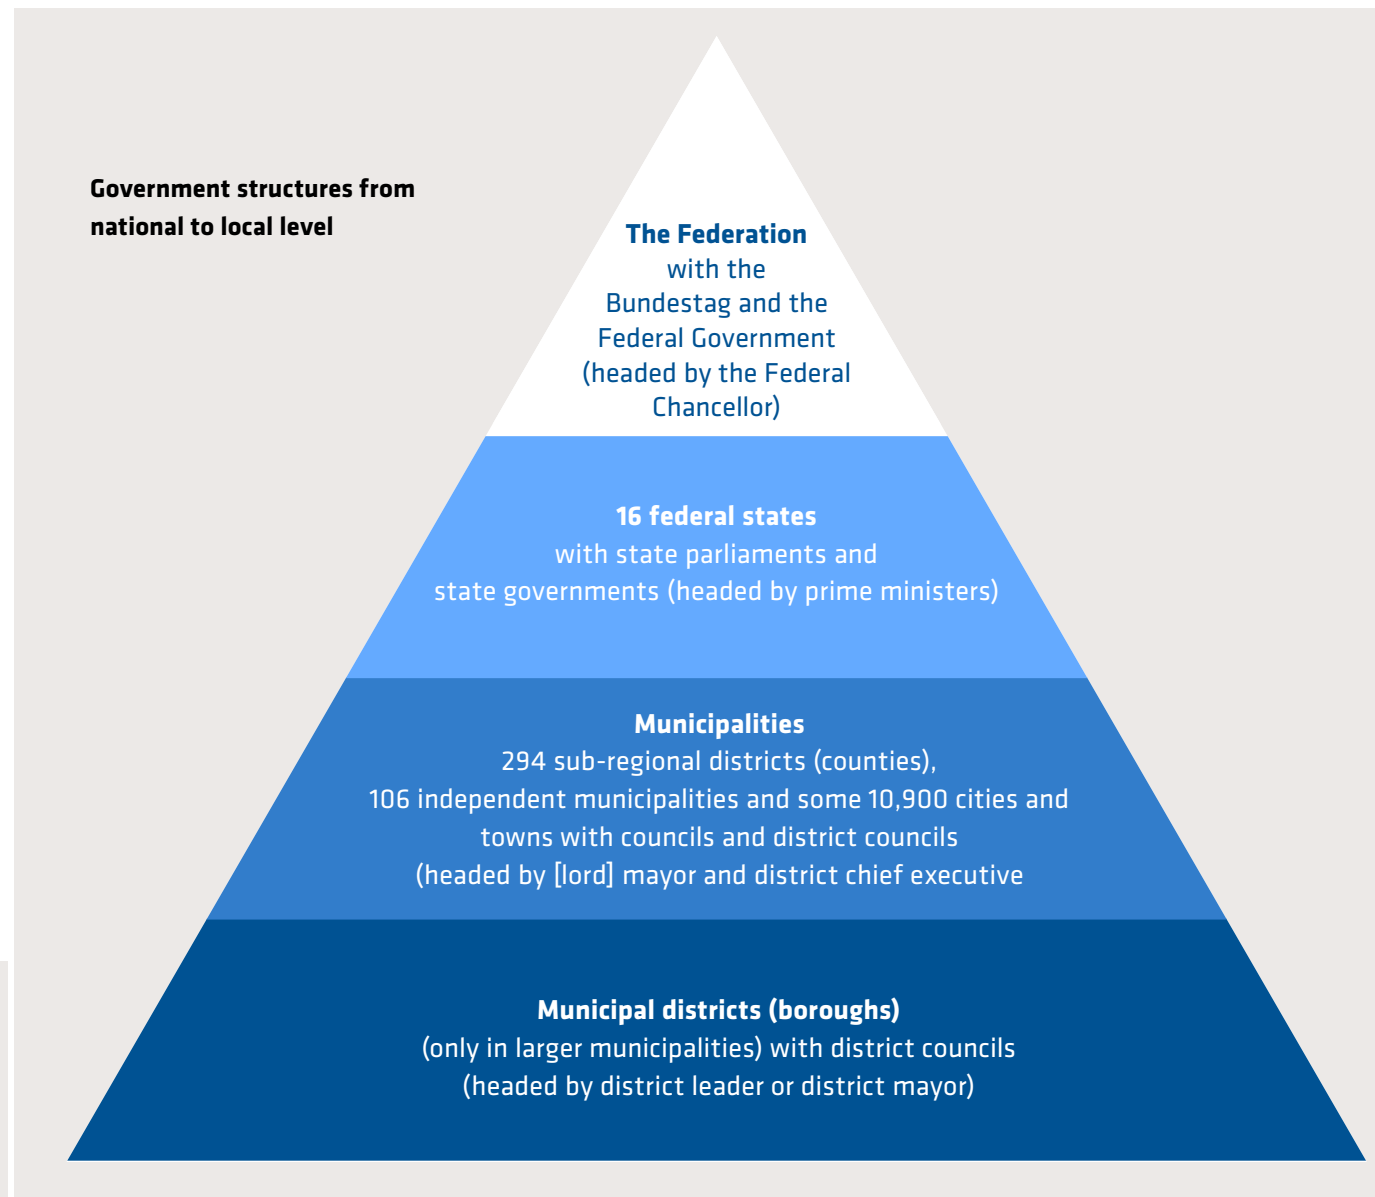 Government structures from
national to local level
The Federation
with the
Bundestag and the
Federal Government
(headed by the Federal
Chancellor)
16 federal states
with state parliaments and
state governments (headed by prime ministers)
Municipalities
294 sub-regional districts (counties),
106 independent municipalities and some 10,900 cities and
towns with councils and district councils
(headed by [lord] mayor and district chief executive
Municipal districts (boroughs)
(only in larger municipalities) with district councils
(headed by district leader or district mayor)